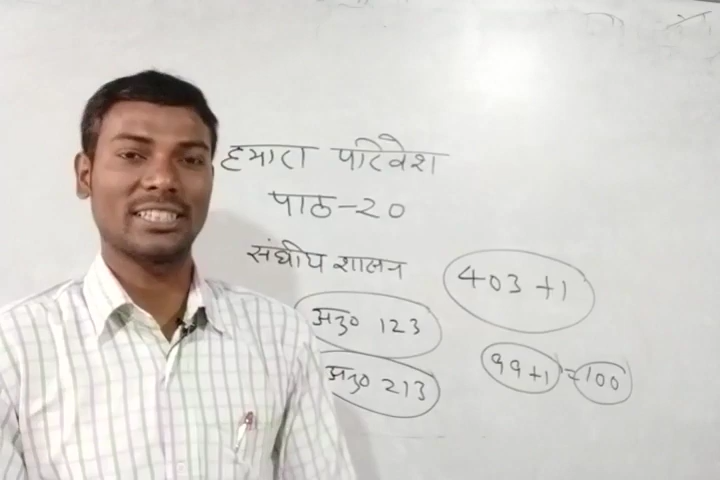 हमारा परिवेश
पाठ-20
संघीय शासन
403 +1
अनु० 123
99+1 = 100
अनु० 213